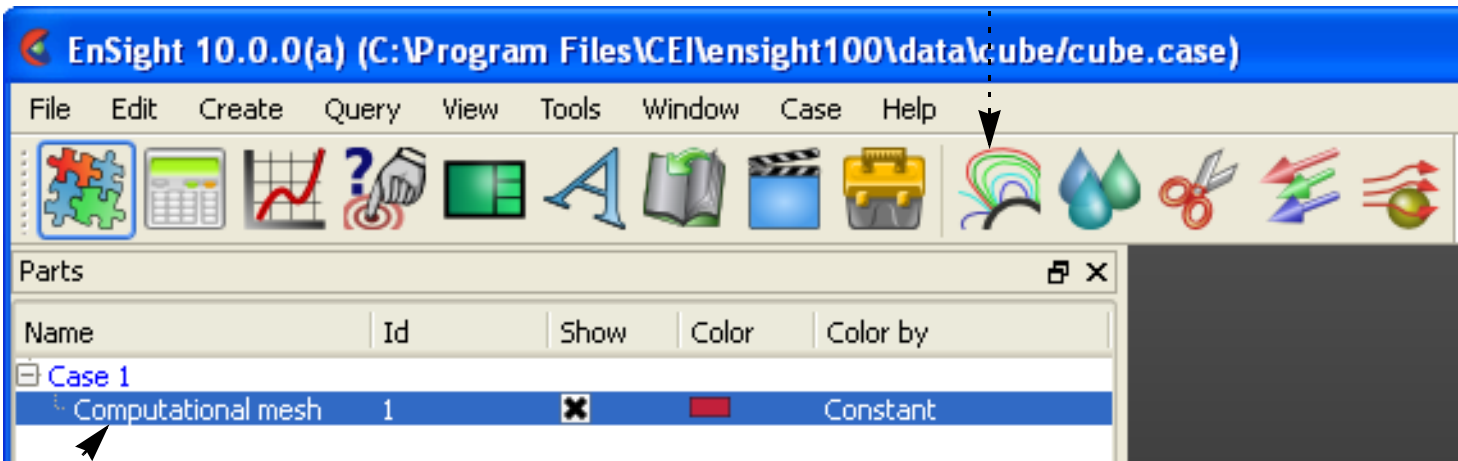 EnSight 10.0.0(a) (C:\Program Files\CEI\ensight100\data\cube/cube.case)
File Edit Create Query View Tools Window Case Help
Parts
Name Id Show Color Color by
Case 1
Computational mesh 1 Constant